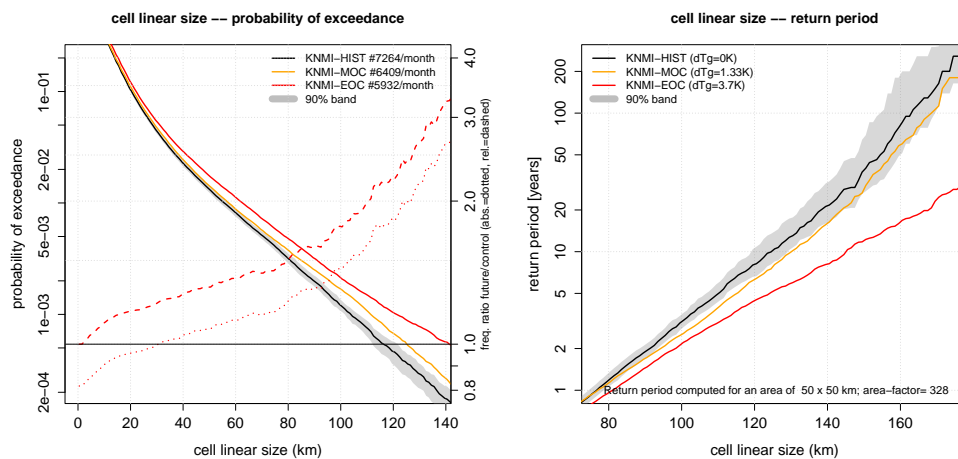 cell linear size −− probability of exceedance
KNMI−HIST #7264/month
KNMI−MOC #6409/month
KNMI−EOC #5932/month
90% band
probability of exceedance
1e−01
2e−02
5e−03
1e−03
2e−04
4.0
3.0
2.0
1.0
0.8
freq. ratio future/control (abs.=dotted, rel.=dashed)
0 20 40 60 80 100 120 140
cell linear size (km)
cell linear size −− return period
KNMI−HIST (dTg=0K)
KNMI−MOC (dTg=1.33K)
KNMI−EOC (dTg=3.7K)
90% band
return period [years]
200
100
50
20
10
5
2
1
Return period computed for an area of 50 x 50 km; area−factor= 328
80 100 120 140 160
cell linear size (km)